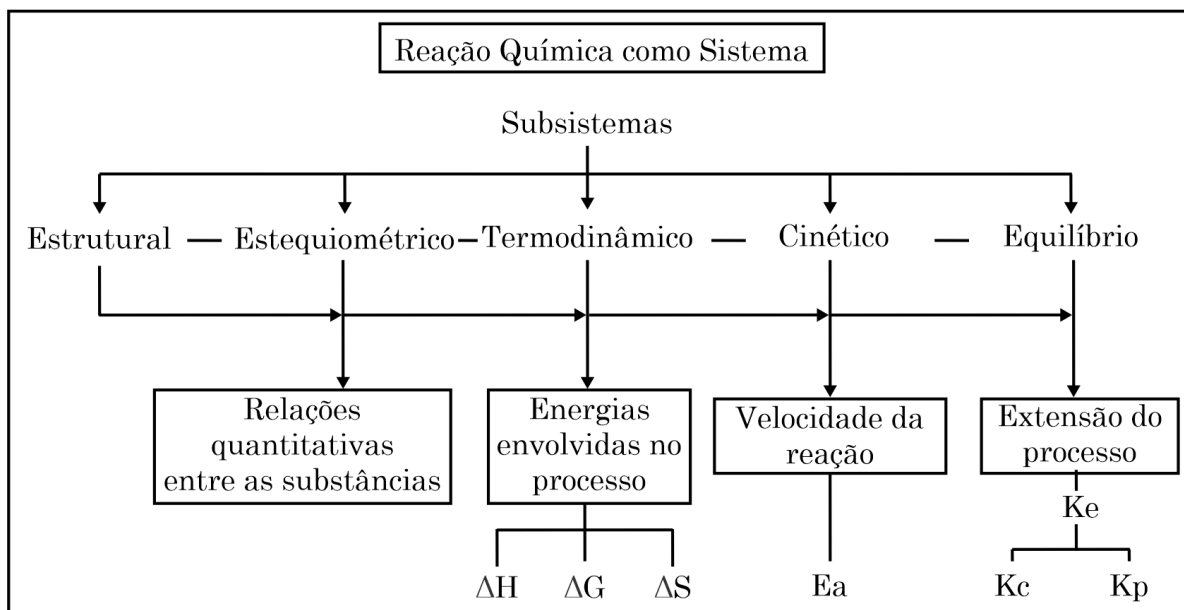 Reação Química como Sistema
Subsistemas
Estrutural
Estequiométrico
Termodinâmico
Cinético
Equilíbrio
Relações
quantitativas
entre as substâncias
Energias
envolvidas no
processo
Velocidade da
reação
Extensão do
processo
Ke
ΔH
ΔG
ΔS
Ea
Kc
Kp